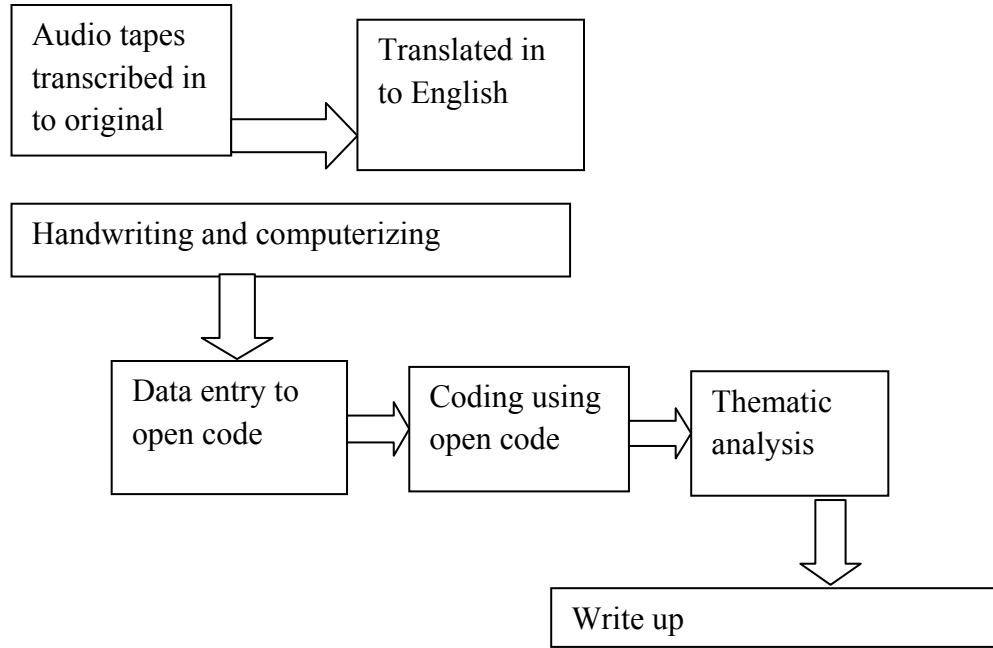 Audio tapes
transcribed in
to original
Translated in
to English
Handwriting and computerizing
Data entry to
open code
Coding using
open code
Thematic
analysis
Write up